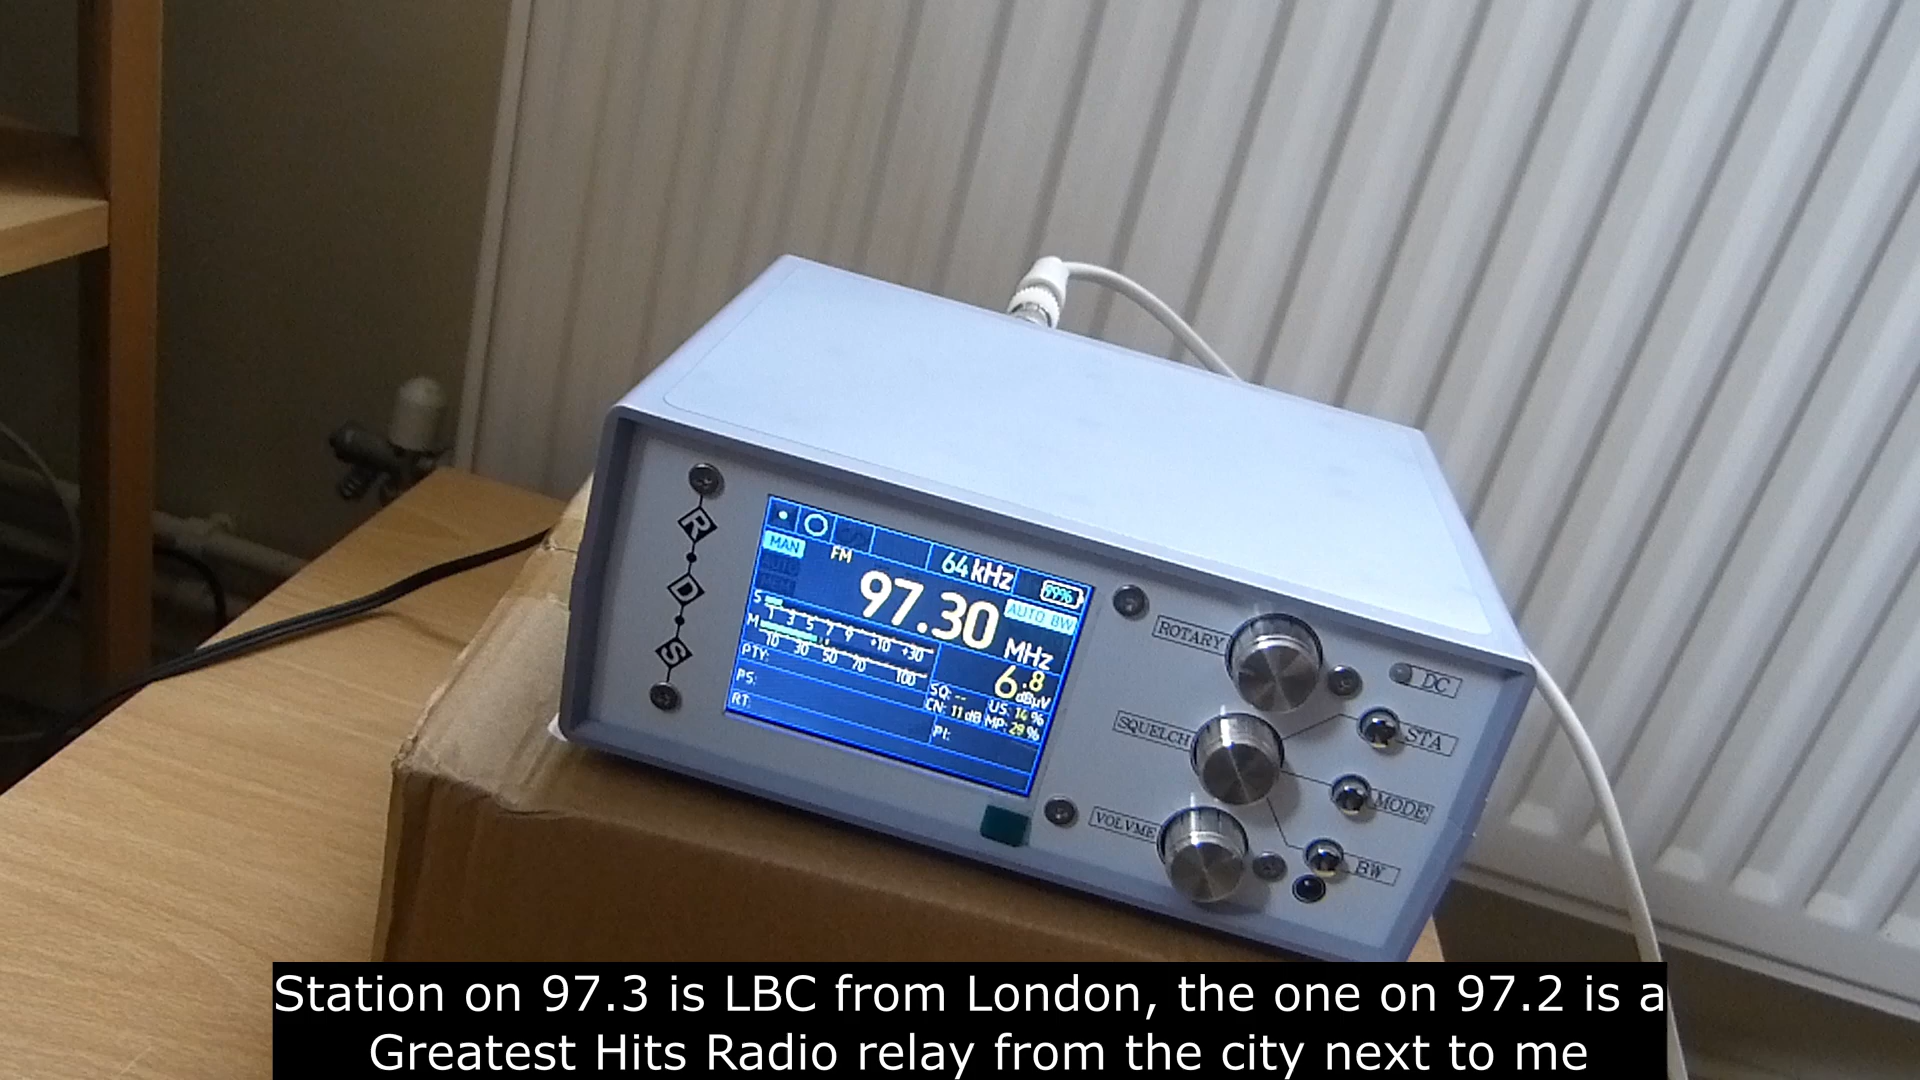 R
D
S
64 kHz
99%
MAN
FM
AUTO
MEM
97.30
MHz
AUTO BW
S 1 3 5 7 9 +10 +30
M 10 30 50 70 100
6.8 dBµV
PTY:
SQ: -- US: 14 %
PS:
CN: 11 dB MP: 29 %
RT:
PI:
ROTARY
DC
SQUELCH
STA
MODE
VOLVME
BW
Station on 97.3 is LBC from London, the one on 97.2 is a
Greatest Hits Radio relay from the city next to me